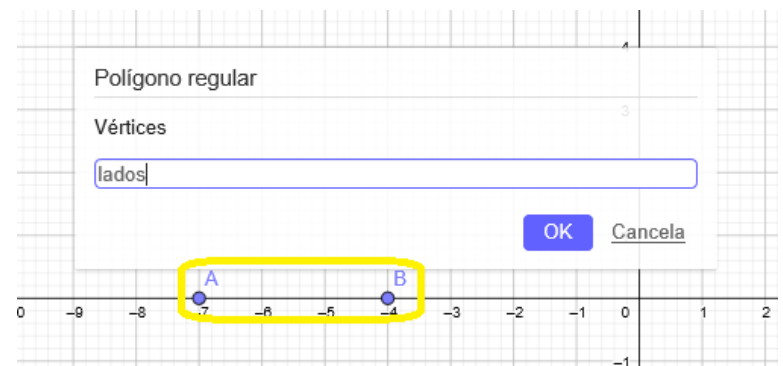 4
Polígono regular
3
Vértices
lados
OK Cancela
A B
0 -9 -8 -7 -6 -5 -4 -3 -2 -1 0 1 2
-1